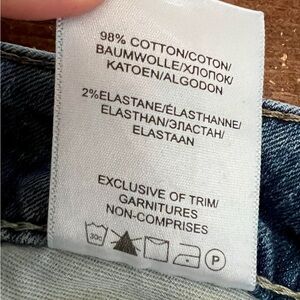 98% COTTON/COTON/
BAUMWOLLE/ХЛОПОК/
KATOEN/ALGODON
2%ELASTANE/ÉLASTHANNE/
ELASTHAN/ЭЛАСТАН/
ELASTAAN
EXCLUSIVE OF TRIM/
GARNITURES
NON-COMPRISES
30° P